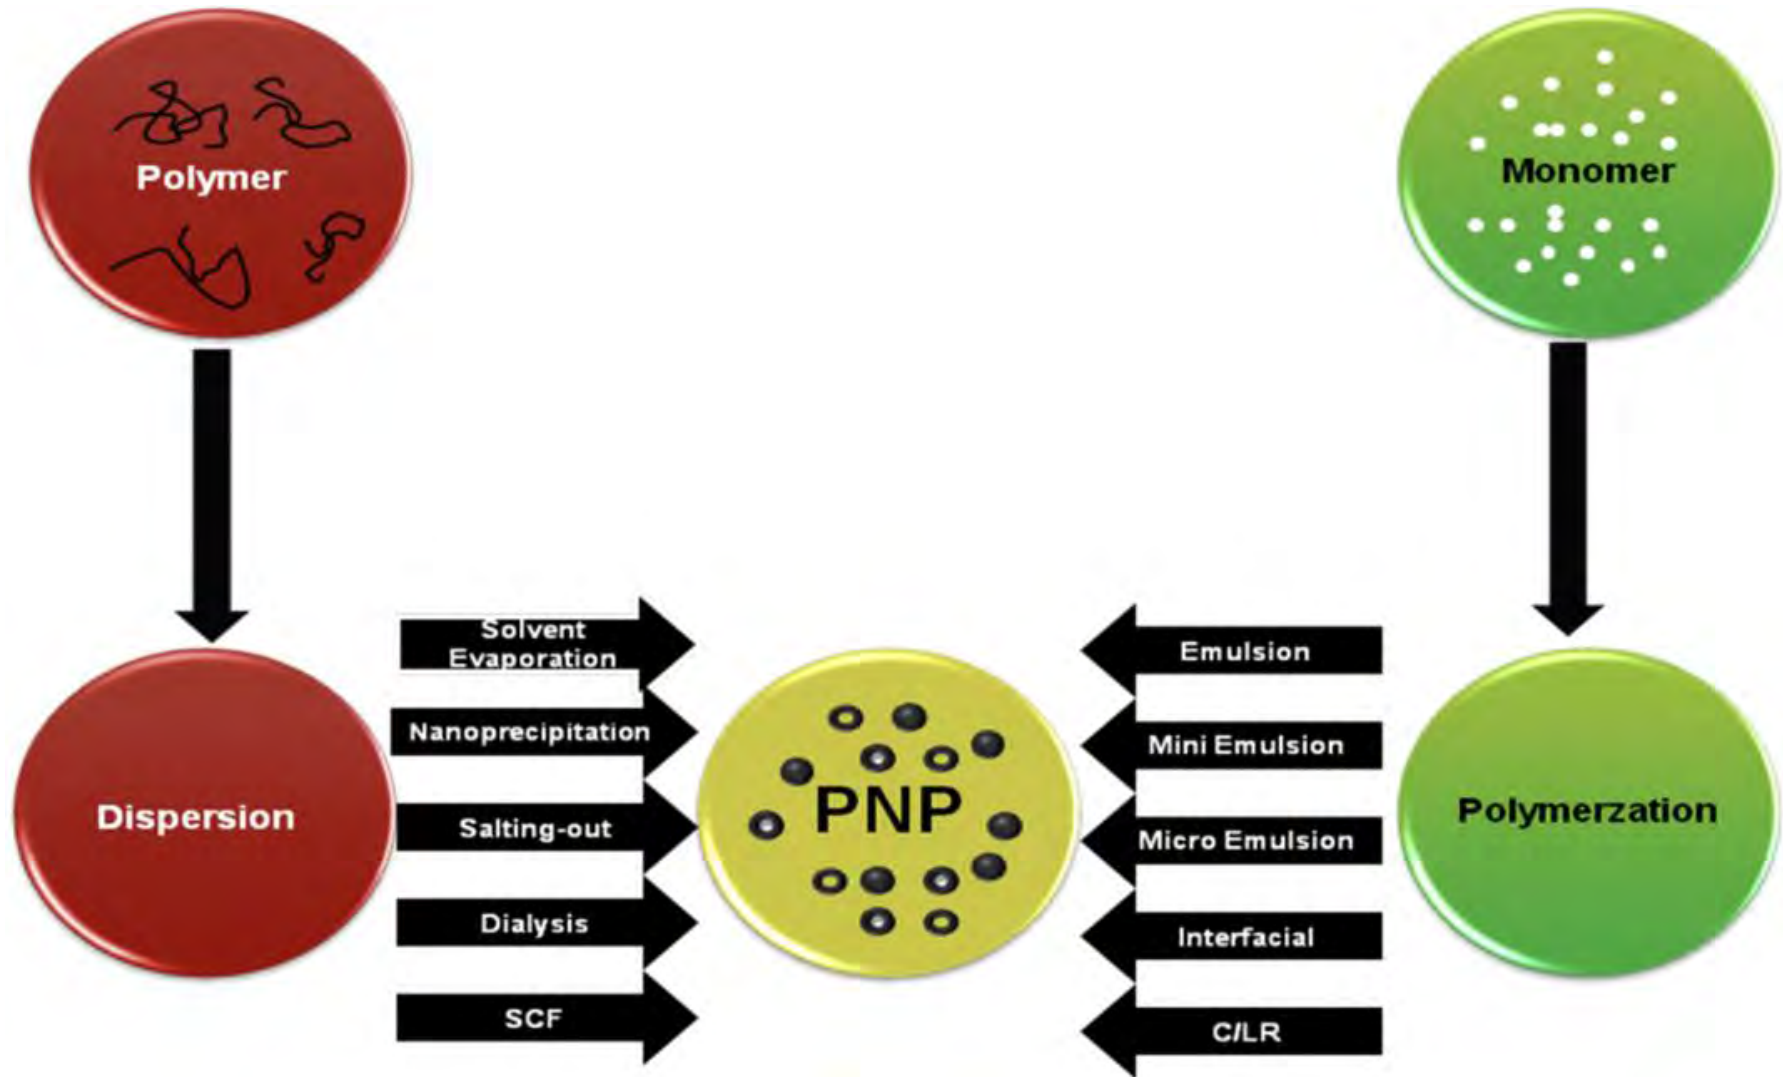 Polymer
Monomer
Solvent
Evaporation
Nanoprecipitation
Salting-out
Dialysis
SCF
Dispersion
PNP
Emulsion
Mini Emulsion
Micro Emulsion
Interfacial
C/LR
Polymerzation